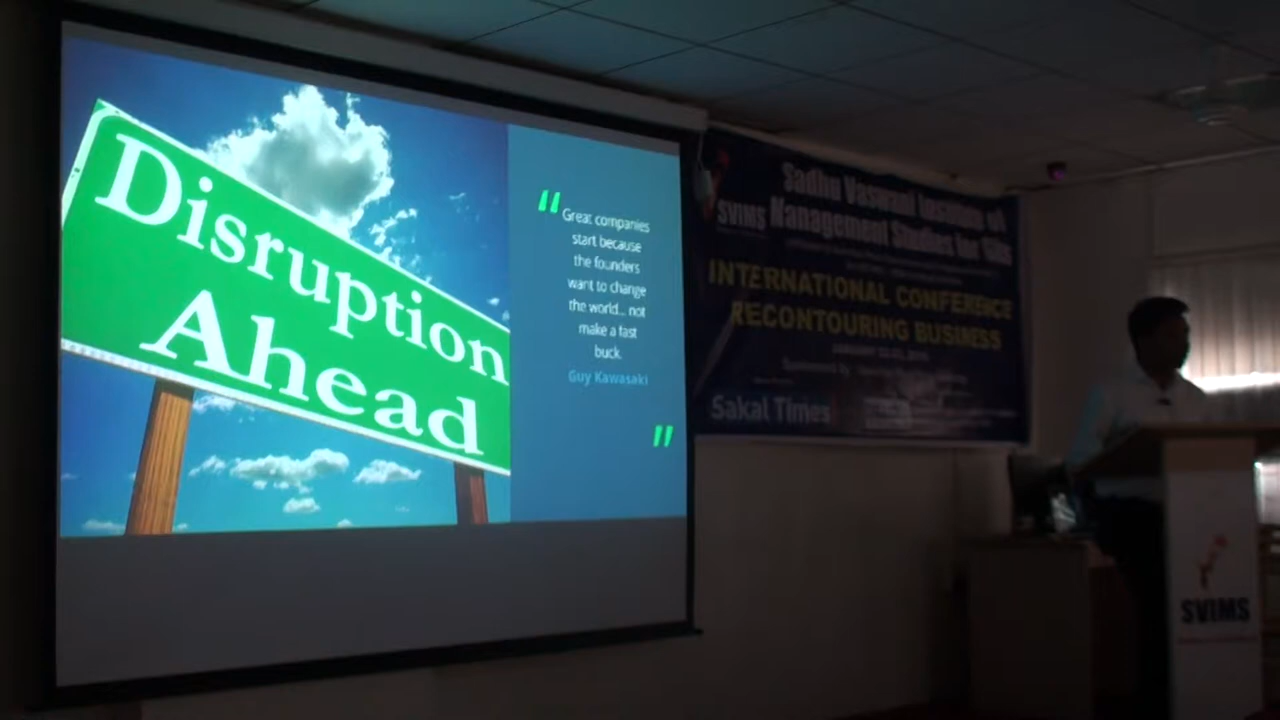 Disruption
Ahead
"
Great companies
start because
the founders
want to change
the world... not
make a fast
buck.
Guy Kawasaki
"
SVIMS
Sadhu Vaswani Institute of
Management Studies for Girls
INTERNATIONAL CONFERENCE
RECONTOURING BUSINESS
Sakal Times
SVIMS